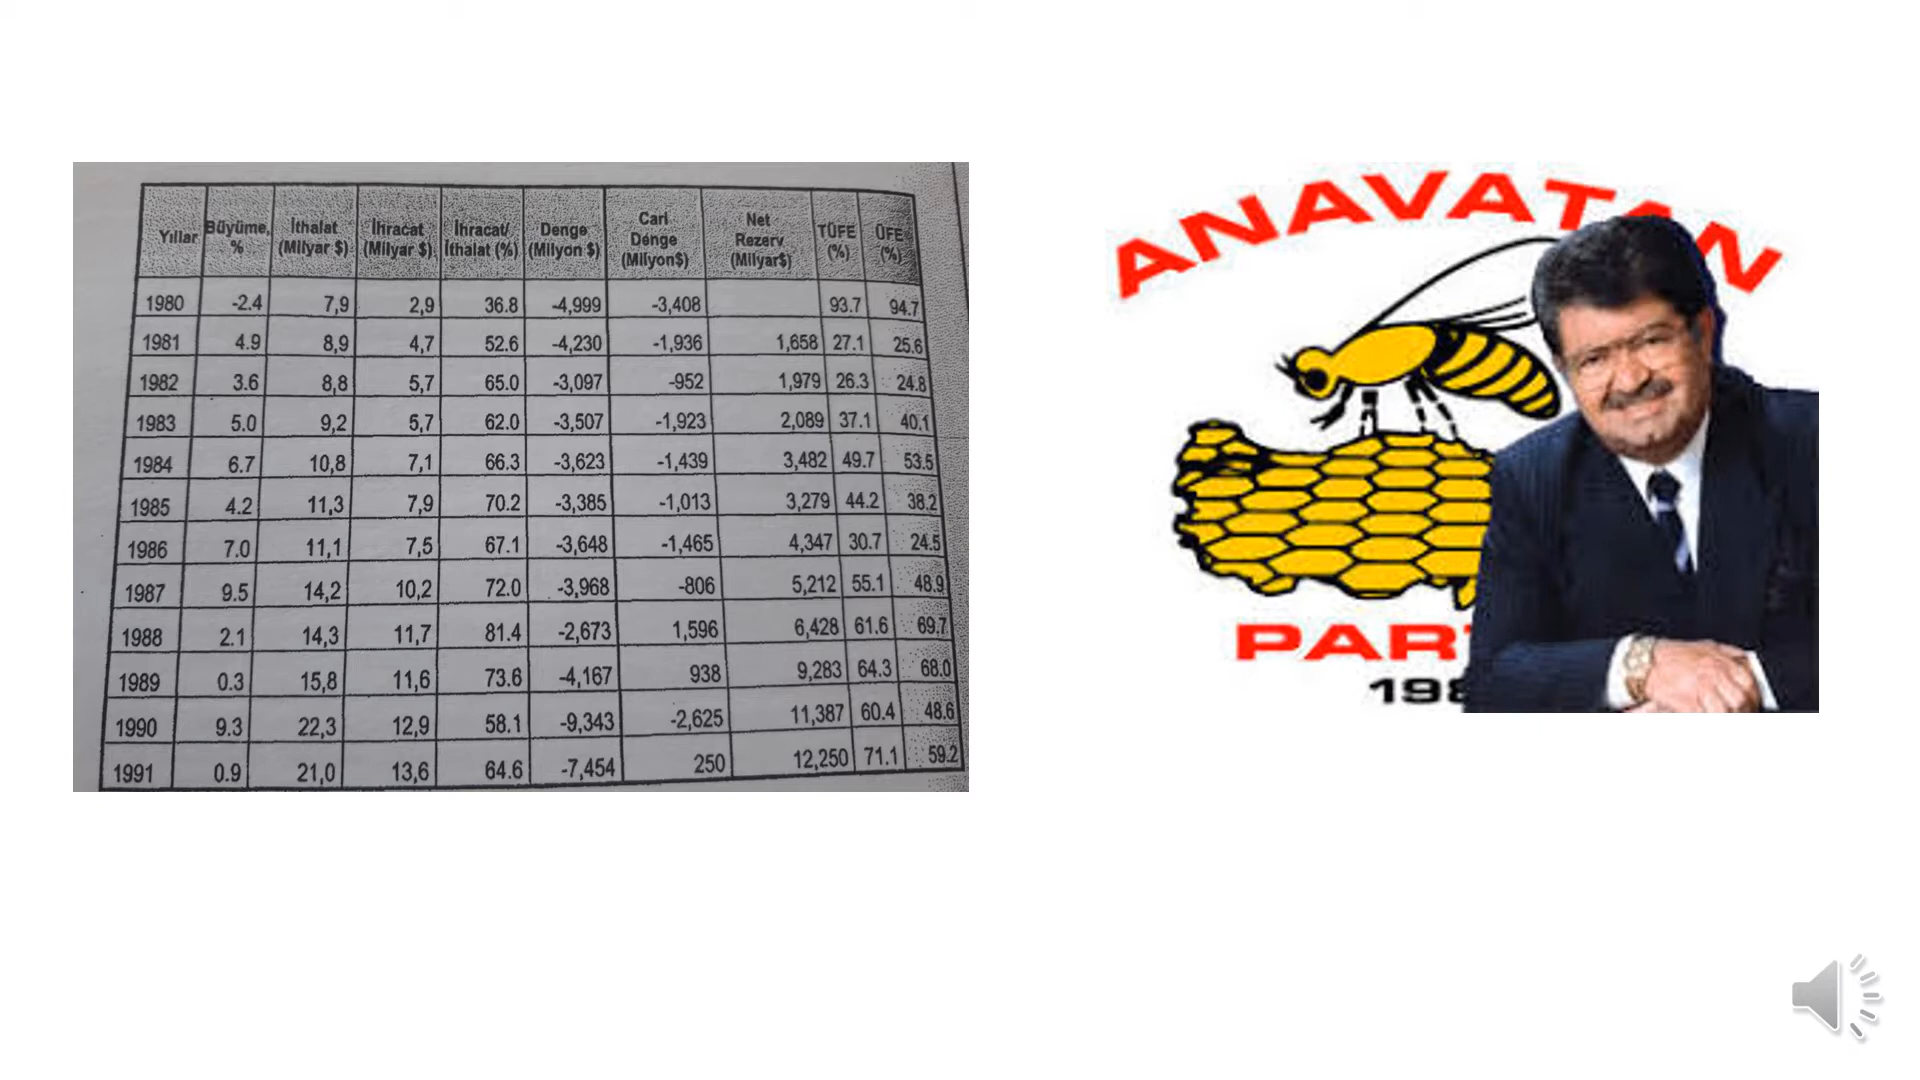 Yıllar Büyüme, % İthalat (Milyar $) İhracat (Milyar $) İhracat/ İthalat (%) Denge (Milyon $) Cari Denge (Milyon$) Net Rezerv (Milyar$) TÜFE (%) ÜFE (%)
1980 -2.4 7,9 2,9 36.8 -4,999 -3,408 93.7 94.7
1981 4.9 8,9 4,7 52.6 -4,230 -1,936 1,658 27.1 25.6
1982 3.6 8,8 5,7 65.0 -3,097 -952 1,979 26.3 24.8
1983 5.0 9,2 5,7 62.0 -3,507 -1,923 2,089 37.1 40.1
1984 6.7 10,8 7,1 66.3 -3,623 -1,439 3,482 49.7 53.5
1985 4.2 11,3 7,9 70.2 -3,385 -1,013 3,279 44.2 38.2
1986 7.0 11,1 7,5 67.1 -3,648 -1,465 4,347 30.7 24.5
1987 9.5 14,2 10,2 72.0 -3,968 -806 5,212 55.1 48.9
1988 2.1 14,3 11,7 81.4 -2,673 1,596 6,428 61.6 69.7
1989 0.3 15,8 11,6 73.6 -4,167 938 9,283 64.3 68.0
1990 9.3 22,3 12,9 58.1 -9,343 -2,625 11,387 60.4 48.6
1991 0.9 21,0 13,6 64.6 -7,454 250 12,250 71.1 59.2
ANAVATAN
PART
198